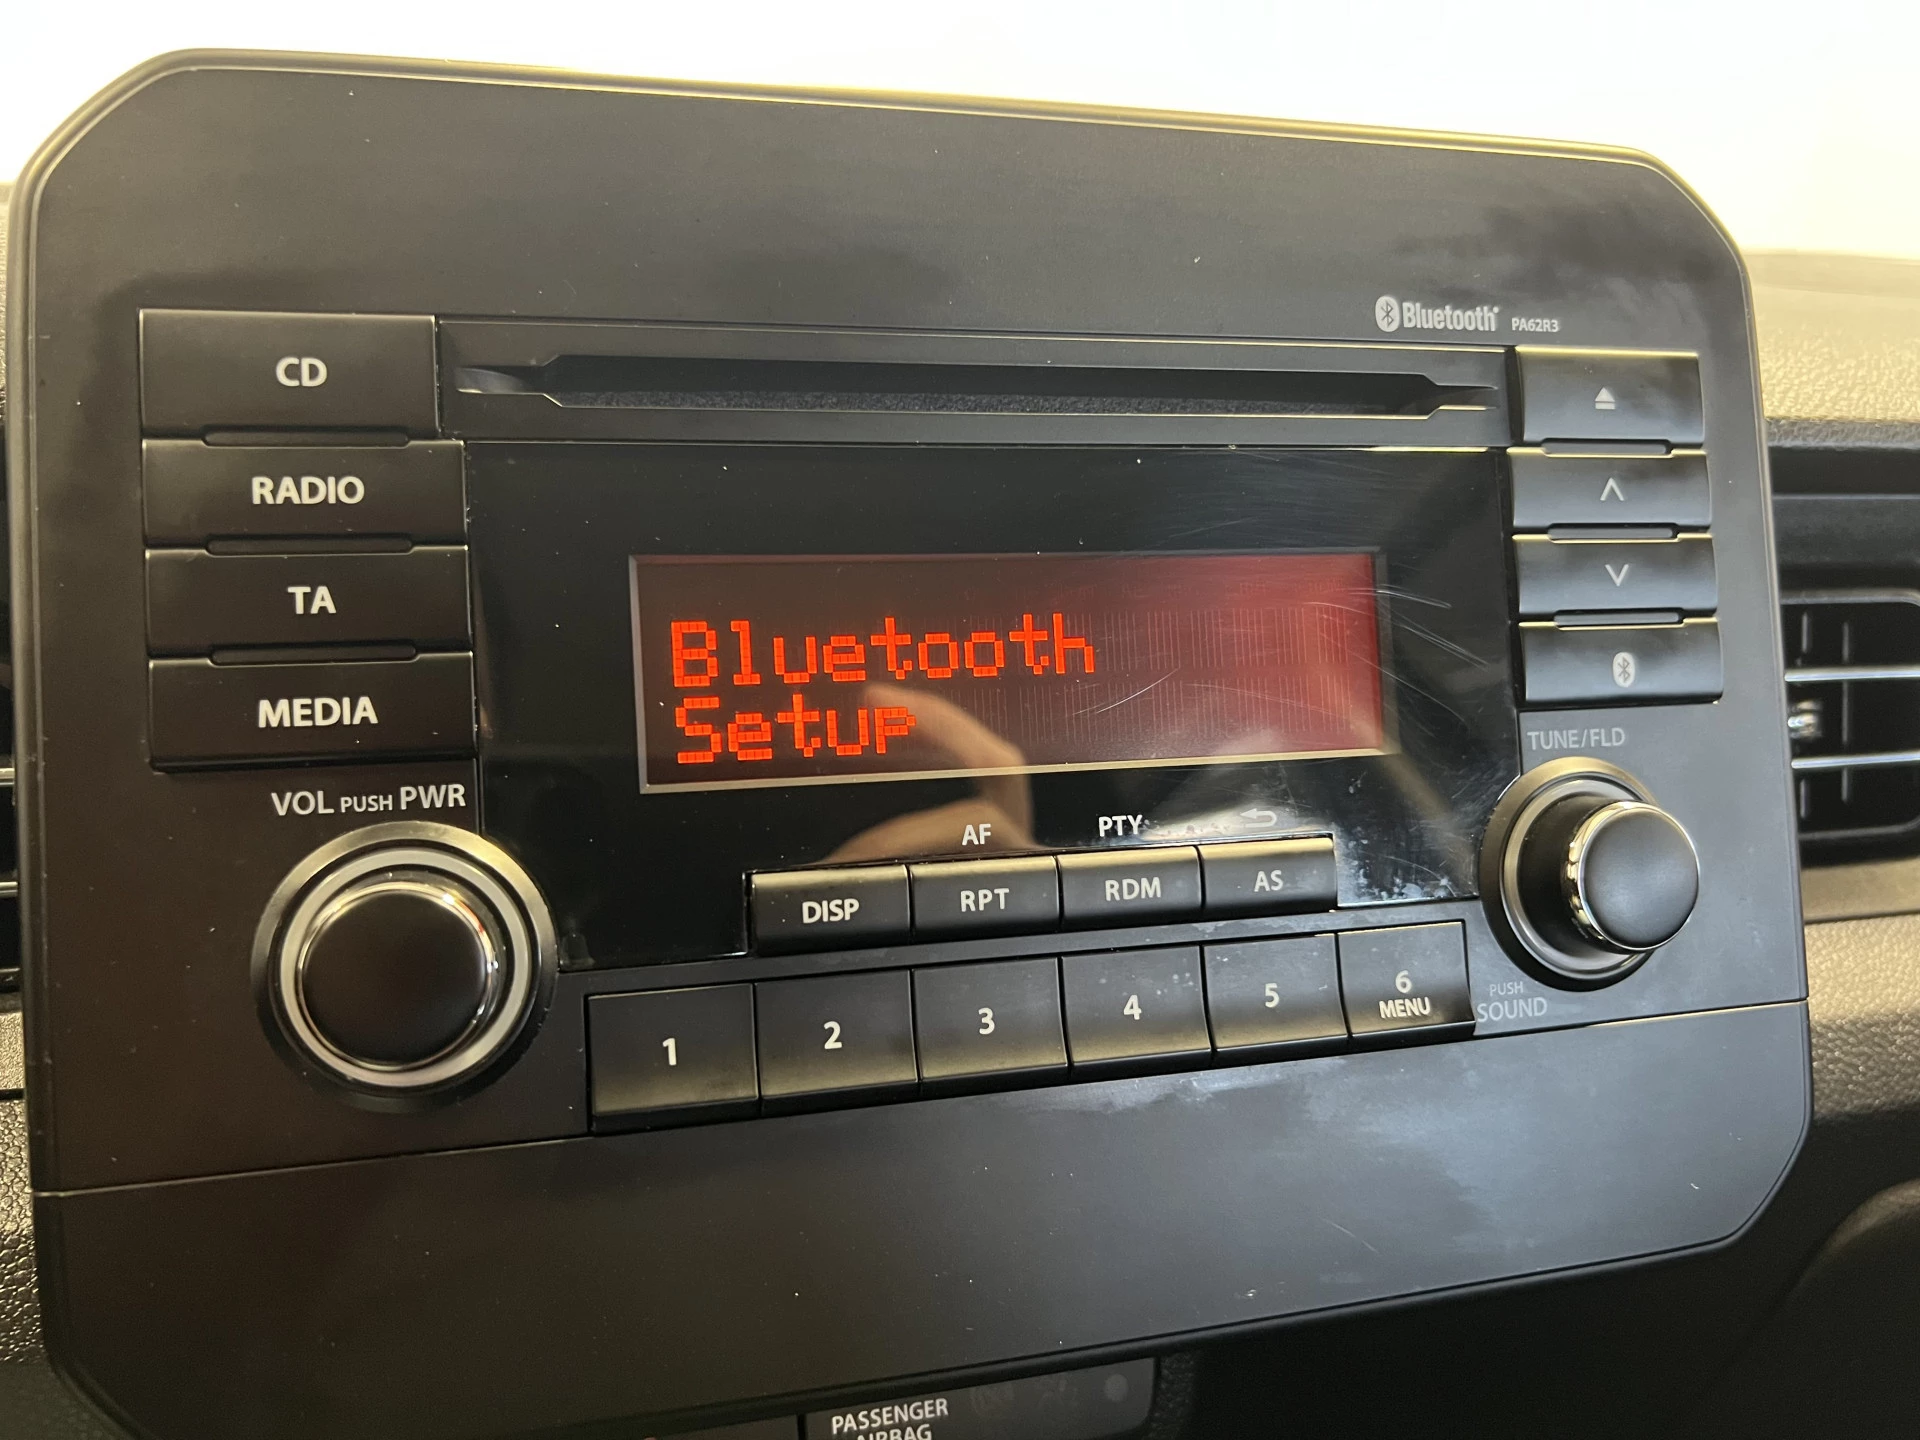 Bluetooth® PA62R3
CD
RADIO
TA
MEDIA
Bluetooth
Setup
TUNE/FLD
VOL PUSH PWR
AF
PTY
DISP
RPT
RDM
AS
1
2
3
4
5
6
MENU
PUSH
SOUND
PASSENGER
AIRBAG